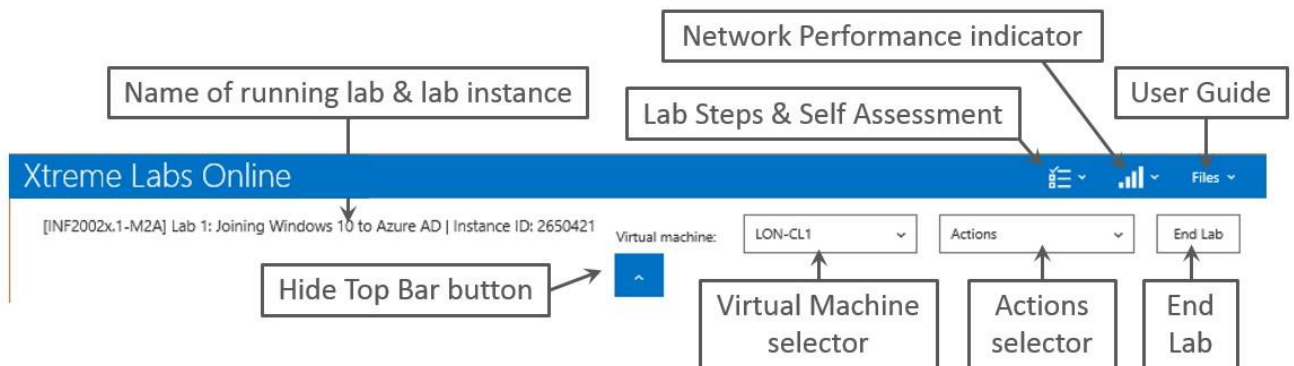 Network Performance indicator
Name of running lab & lab instance
Lab Steps & Self Assessment
User Guide
Xtreme Labs Online
Files
[INF2002x.1-M2A] Lab 1: Joining Windows 10 to Azure AD | Instance ID: 2650421
Virtual machine:
LON-CL1
Actions
End Lab
Hide Top Bar button
Virtual Machine
selector
Actions
selector
End
Lab